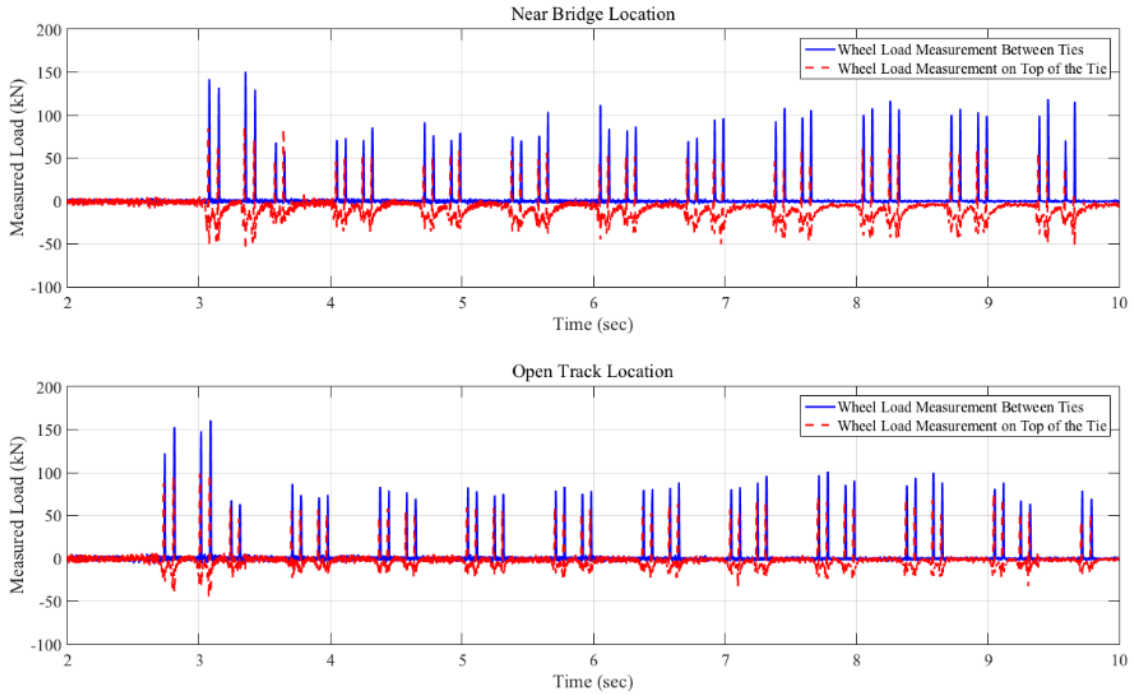 Near Bridge Location
200
150
100
50
0
-50
-100
Measured Load (kN)
Wheel Load Measurement Between Ties
Wheel Load Measurement on Top of the Tie
2 3 4 5 6 7 8 9 10
Time (sec)
Open Track Location
200
150
100
50
0
-50
-100
Measured Load (kN)
Wheel Load Measurement Between Ties
Wheel Load Measurement on Top of the Tie
2 3 4 5 6 7 8 9 10
Time (sec)